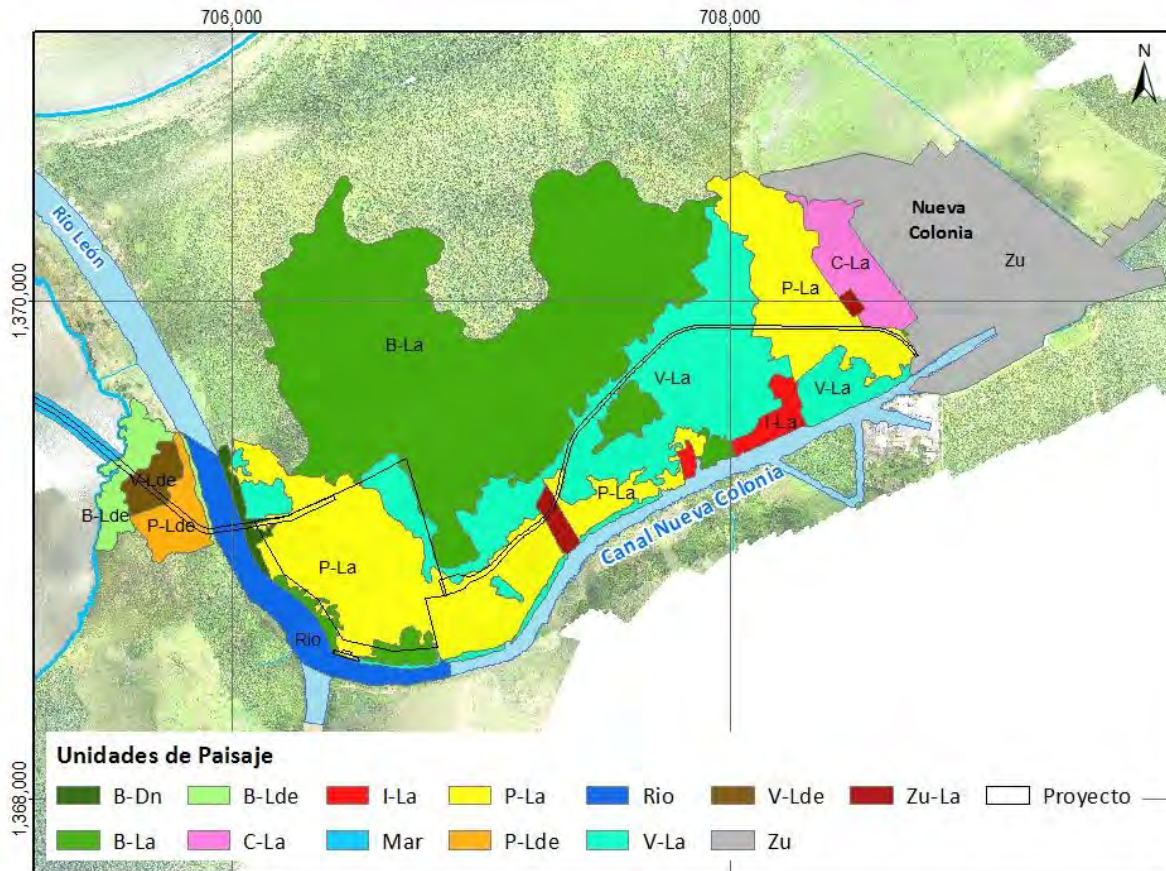 706,000
708,000
N
Nueva
Colonia
Zu
Río León
C-La
P-La
1,370,000
B-La
V-La
V-La
I-La
V-Lde
P-La
B-Lde
P-Lde
Canal Nueva Colonia
P-La
Rio
Unidades de Paisaje
B-Dn
B-Lde
I-La
P-La
Rio
V-Lde
Zu-La
Proyecto
B-La
C-La
Mar
P-Lde
V-La
Zu
1,368,000